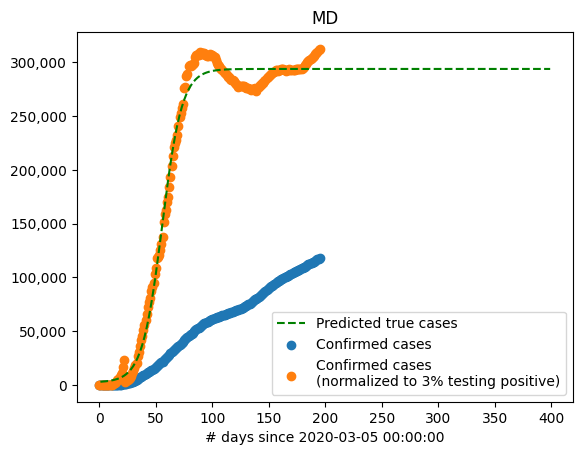 MD
300,000
250,000
200,000
150,000
100,000
50,000
0
0 50 100 150 200 250 300 350 400
# days since 2020-03-05 00:00:00
Predicted true cases
Confirmed cases
Confirmed cases
(normalized to 3% testing positive)